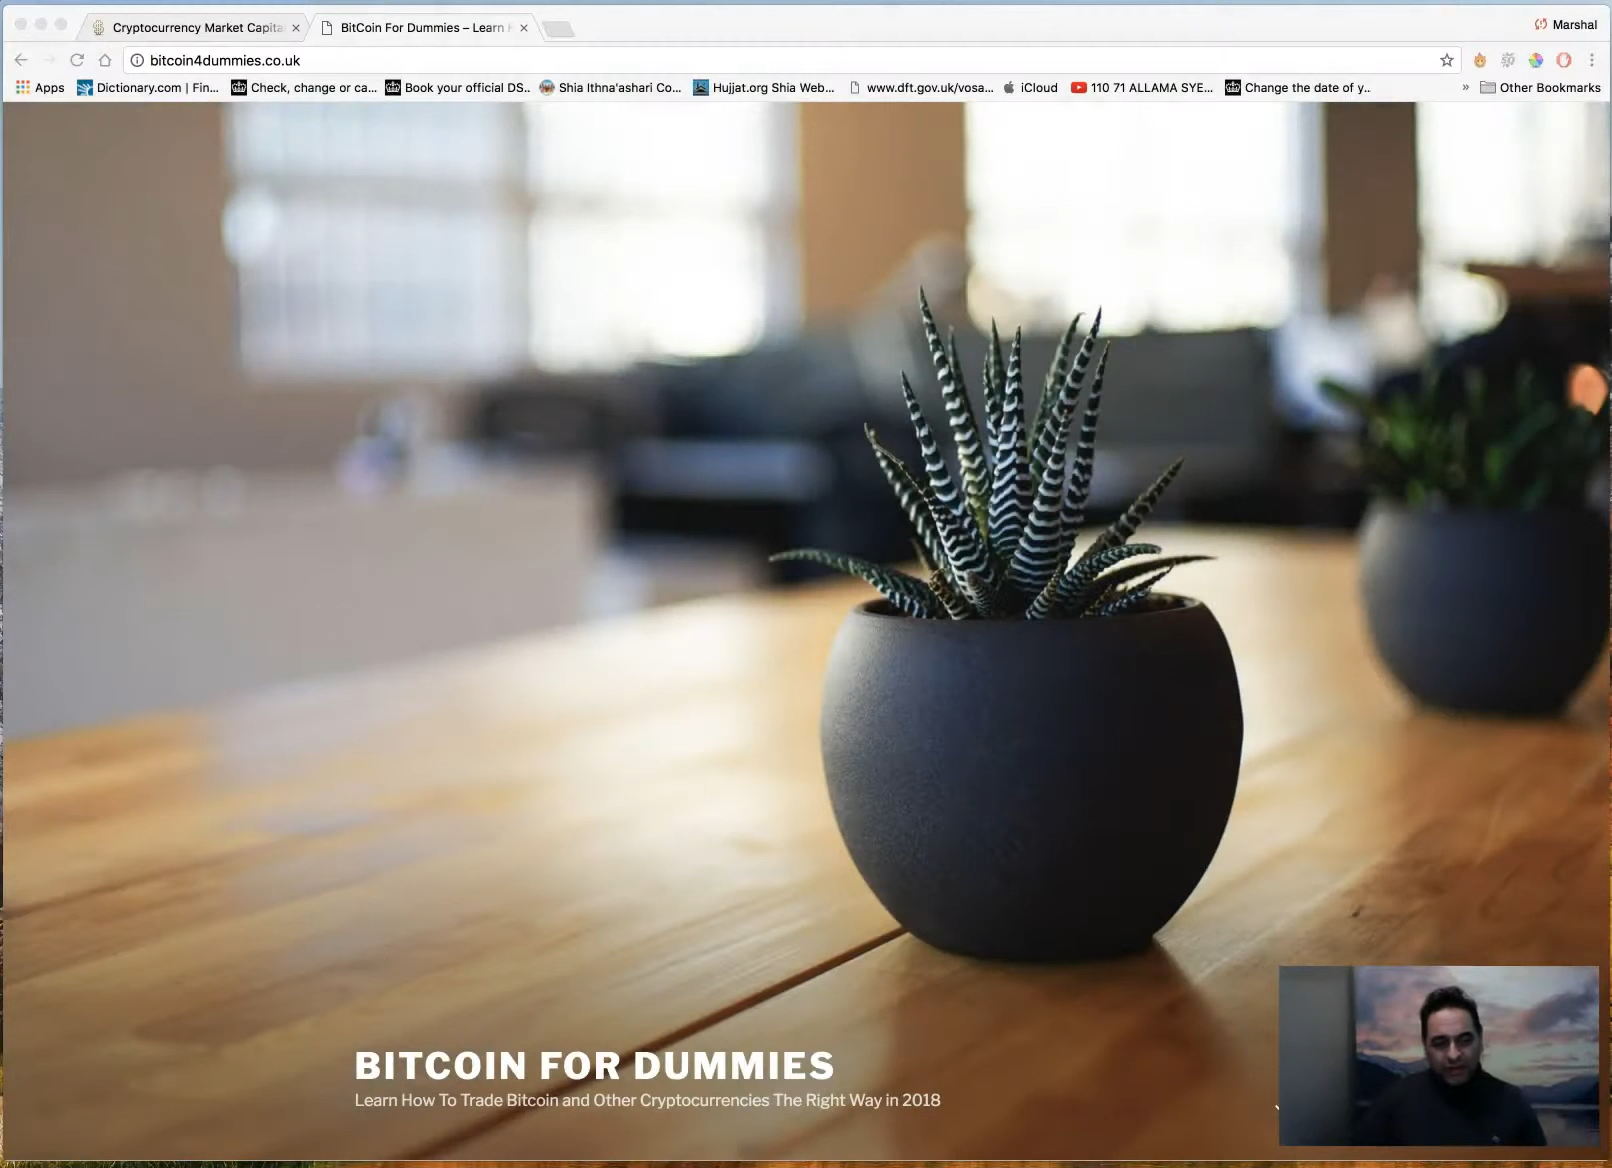 Cryptocurrency Market Capita
BitCoin For Dummies – Learn H
Marshal
bitcoin4dummies.co.uk
Apps
Dictionary.com | Fin...
Check, change or ca...
Book your official DS..
Shia Ithna'ashari Co...
Hujjat.org Shia Web...
www.dft.gov.uk/vosa...
iCloud
110 71 ALLAMA SYE...
Change the date of y..
»
Other Bookmarks
BITCOIN FOR DUMMIES
Learn How To Trade Bitcoin and Other Cryptocurrencies The Right Way in 2018